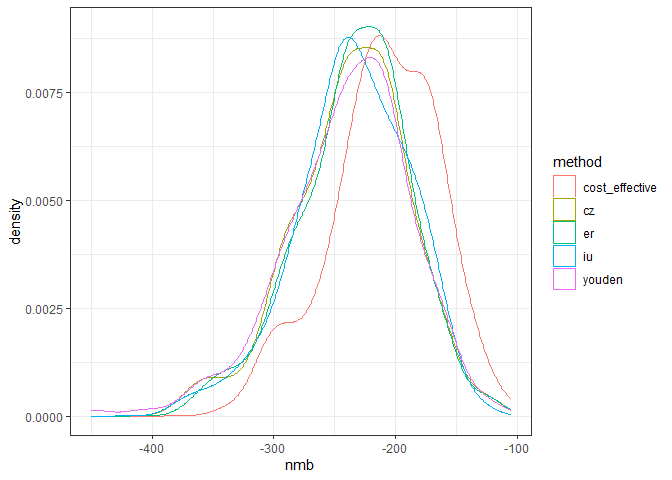 0.0075
0.0050
0.0025
0.0000
density
-400
-300
-200
-100
nmb
method
cost_effective
cz
er
iu
youden